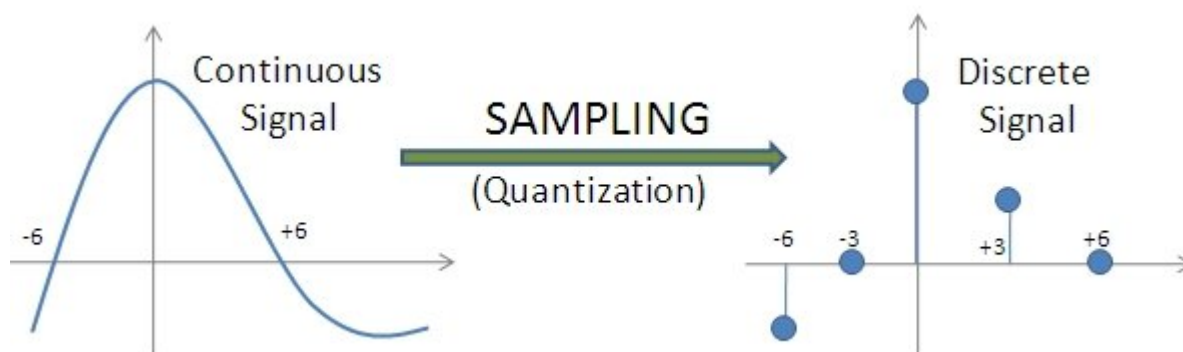 Continuous
Signal
-6
+6
SAMPLING
(Quantization)
Discrete
Signal
-6
-3
+3
+6